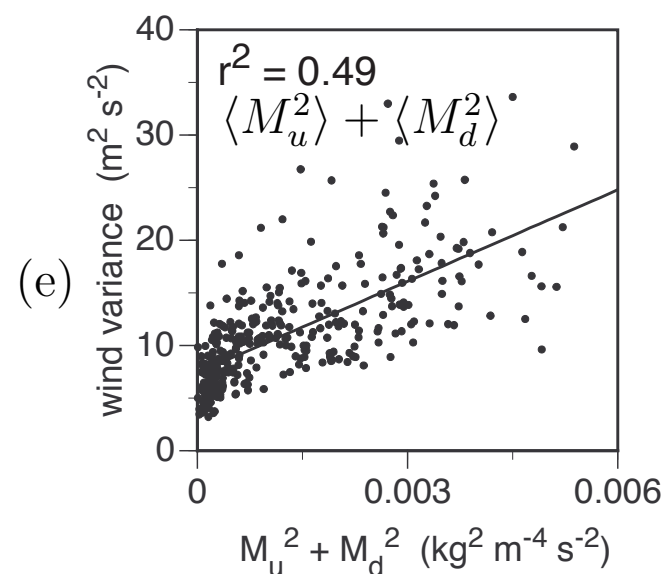 40
r² = 0.49
⟨M_u²⟩ + ⟨M_d²⟩
30
20
(e)
wind variance (m² s⁻²)
10
0
0 0.003 0.006
M_u² + M_d² (kg² m⁻⁴ s⁻²)